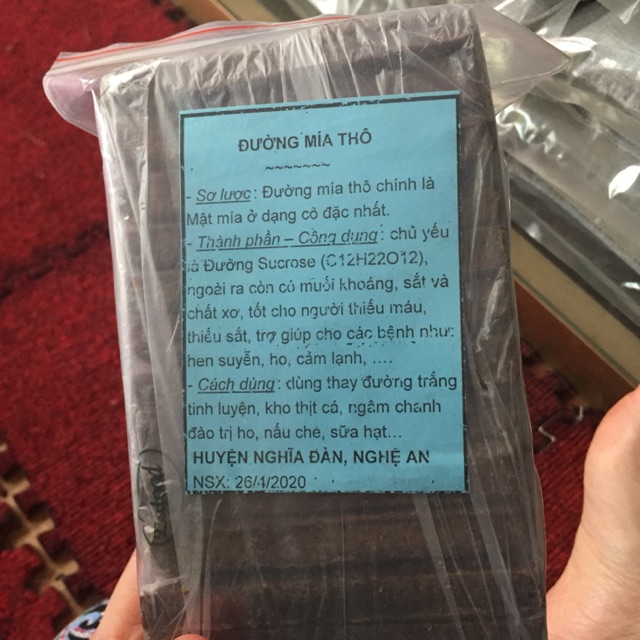 ĐƯỜNG MÍA THÔ
~~~~~~~
- Sơ lược: Đường mía thô chính là
Mật mía ở dạng cô đặc nhất.
- Thành phần – Công dụng: chủ yếu
là Đường Sucrose (C12H22O12),
ngoài ra còn có muối khoáng, sắt và
chất xơ, tốt cho người thiếu máu,
thiếu sắt, trợ giúp cho các bệnh như:
hen suyễn, ho, cảm lạnh, ….
- Cách dùng: dùng thay đường trắng
tinh luyện, kho thịt cá, ngâm chanh
đào trị ho, nấu chè, sữa hạt…
HUYỆN NGHĨA ĐÀN, NGHỆ AN
NSX: 26/4/2020